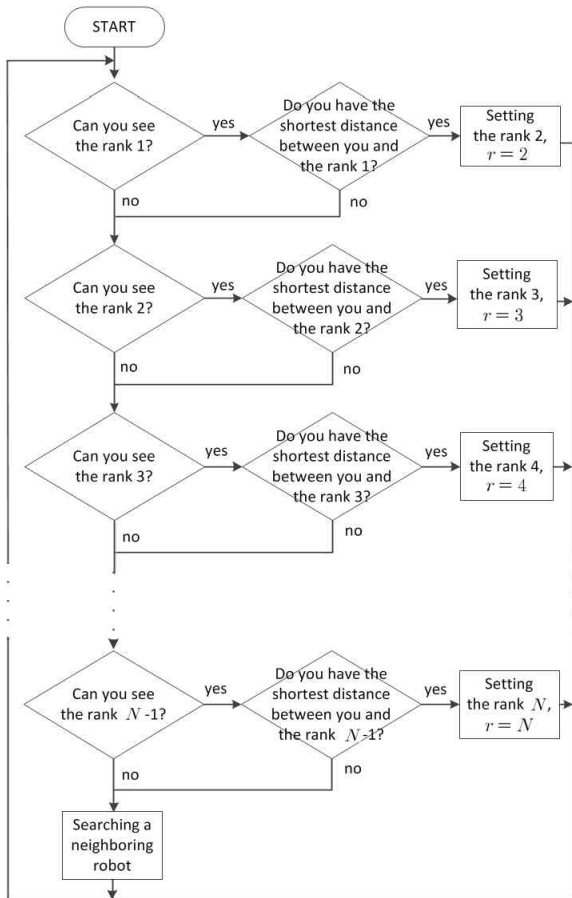 START
Can you see
the rank 1?
yes
Do you have the
shortest distance
between you and
the rank 1?
yes
Setting
the rank 2,
r = 2
no
no
Can you see
the rank 2?
yes
Do you have the
shortest distance
between you and
the rank 2?
yes
Setting
the rank 3,
r = 3
no
no
Can you see
the rank 3?
yes
Do you have the
shortest distance
between you and
the rank 3?
yes
Setting
the rank 4,
r = 4
no
no
Can you see
the rank N -1?
yes
Do you have the
shortest distance
between you and
the rank N -1?
yes
Setting
the rank N,
r = N
no
no
Searching a
neighboring
robot